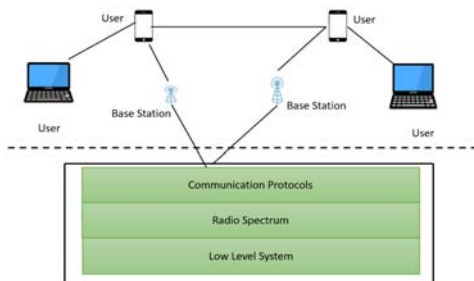 User
User
Base Station
Base Station
User
User
Communication Protocols
Radio Spectrum
Low Level System